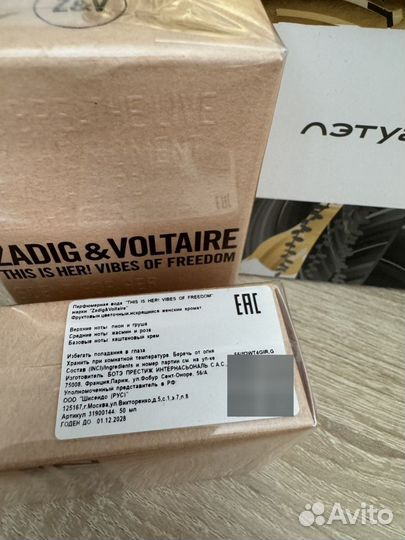 Z&V
ЛЭТУ
ZADIG & VOLTAIRE
THIS IS HER! VIBES OF FREEDOM
EAC
Парфюмерная вода "THIS IS HER! VIBES OF FREEDOM"
марки "Zadig&Voltaire
Фруктовый цветочный,искрящийся женский аромат
Верхние ноты: пион и груша
Средние ноты: жасмин и роза
Базовые ноты: каштановый крем
Избегать попадания в глаза
Хранить при комнатной температуре Беречь от огня
Состав (INCI)/Ingredients и номер партии см. на уп-ке
Изготовитель: БОТЭ ПРЕСТИЖ ИНТЕРНАСЬОНАЛЬ С.А.С.,
75008, Франция,Париж, ул.Фобур Сент-Оноре, 56/А
Уполномоченный представитель в РФ:
ООО "Шисейдо (РУС)"
125167,г.Москва,ул.Викторенко,д.5,с.1,э.7,п.8
Артикул 31900144 50 мл
ГОДЕН ДО 01.12.2028
EAC
Avito